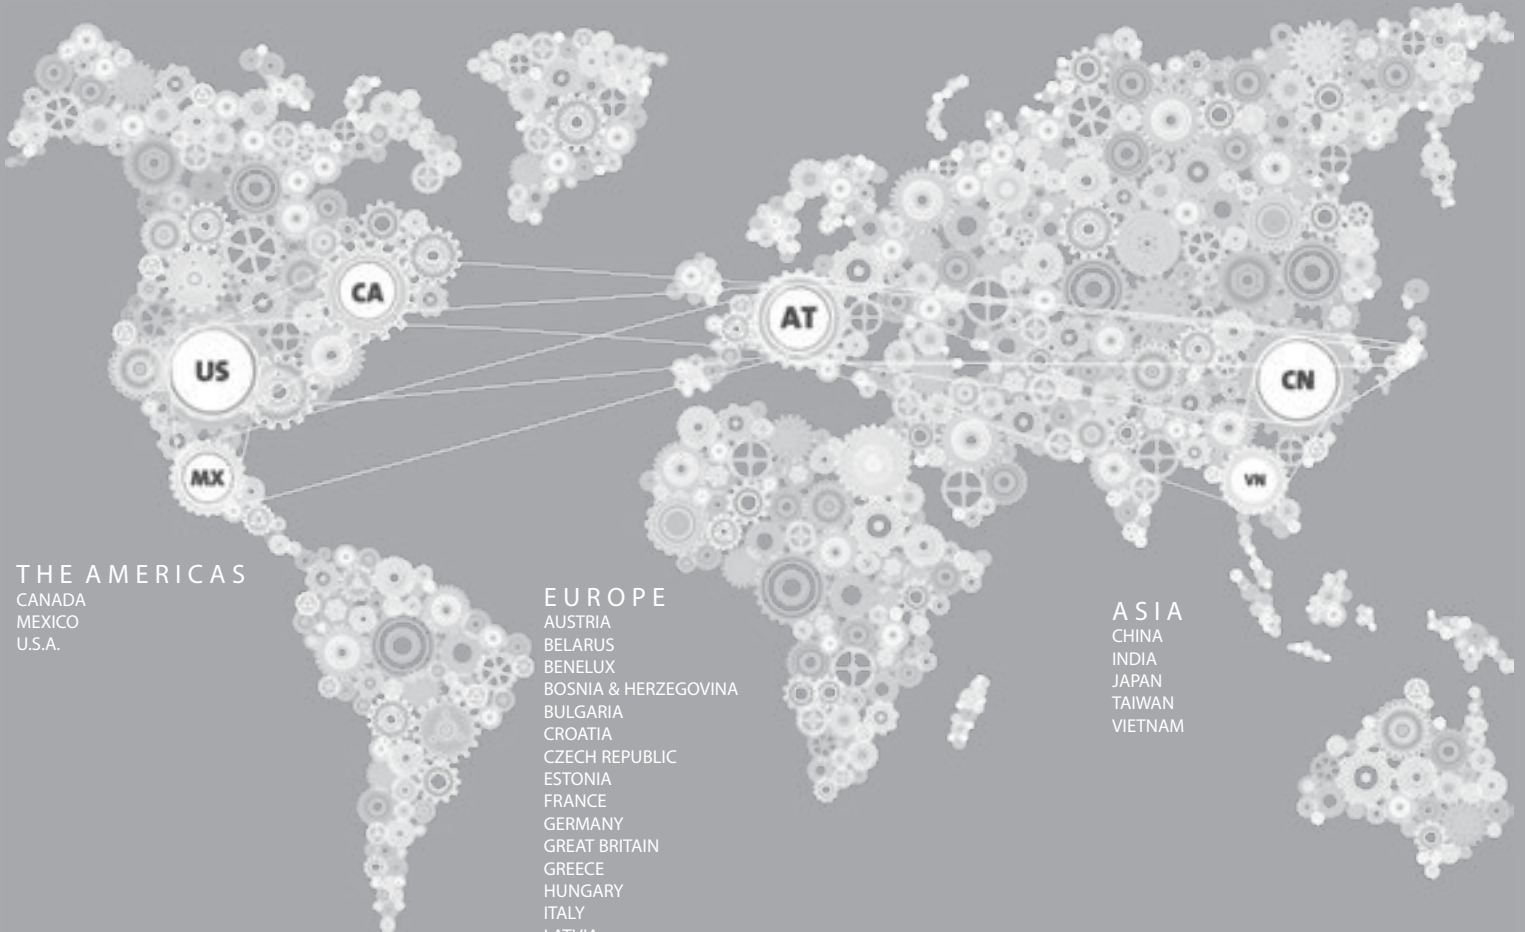 CA
US
AT
CN
MX
VN
THE AMERICAS
CANADA
MEXICO
U.S.A.
EUROPE
AUSTRIA
BELARUS
BENELUX
BOSNIA & HERZEGOVINA
BULGARIA
CROATIA
CZECH REPUBLIC
ESTONIA
FRANCE
GERMANY
GREAT BRITAIN
GREECE
HUNGARY
ITALY
ASIA
CHINA
INDIA
JAPAN
TAIWAN
VIETNAM